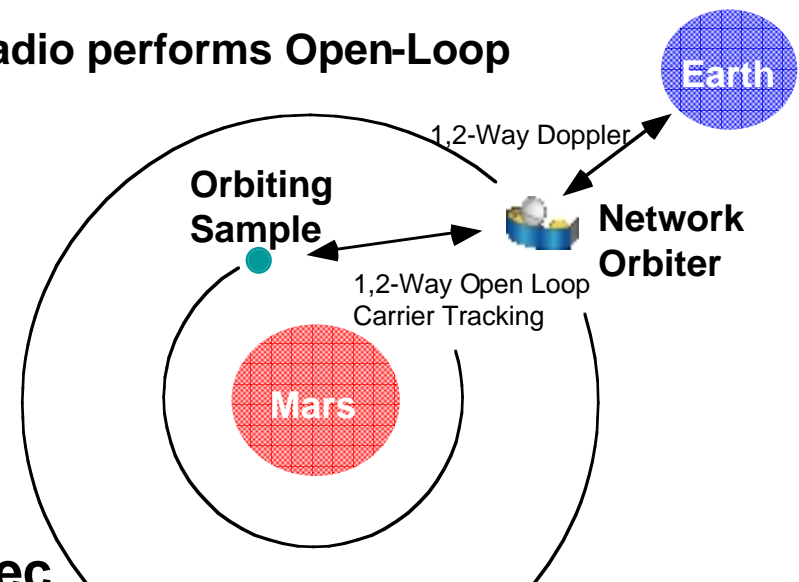 adio performs Open-Loop
Earth
1,2-Way Doppler
Orbiting
Sample
Network
Orbiter
1,2-Way Open Loop
Carrier Tracking
Mars
ec